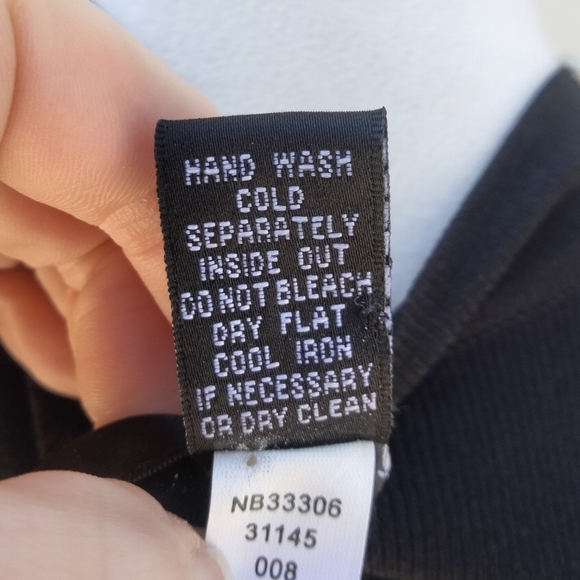 HAND WASH
COLD
SEPARATELY
INSIDE OUT
DO NOT BLEACH
DRY FLAT
COOL IRON
IF NECESSARY
OR DRY CLEAN
NB33306
31145
008